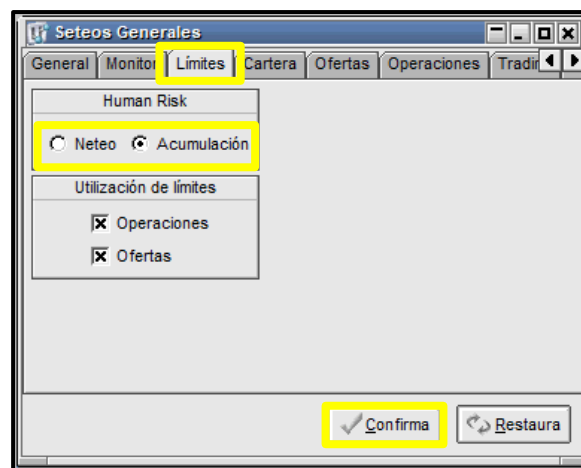 Seteos Generales
General Monitor Límites Cartera Ofertas Operaciones
Human Risk
Neteo Acumulación
Utilización de límites
Operaciones
Ofertas
Confirma Restaura